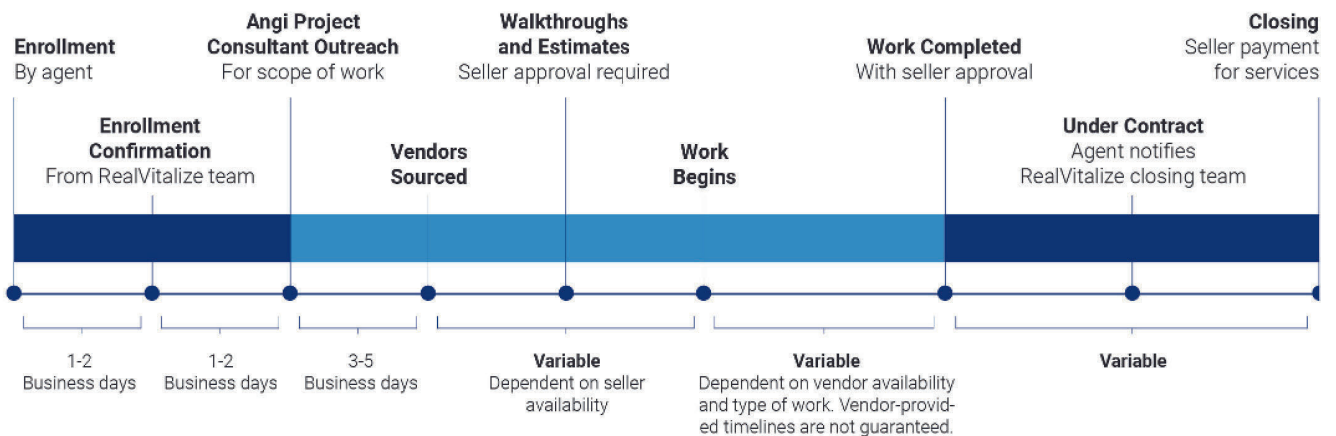 Enrollment
By agent
Enrollment
Confirmation
From RealVitalize team
Angi Project
Consultant Outreach
For scope of work
Vendors
Sourced
Walkthroughs
and Estimates
Seller approval required
Work
Begins
Work Completed
With seller approval
Under Contract
Agent notifies
RealVitalize closing team
Closing
Seller payment
for services
1-2
Business days
1-2
Business days
3-5
Business days
Variable
Dependent on seller
availability
Variable
Dependent on vendor availability
and type of work. Vendor-provid-
ed timelines are not guaranteed.
Variable